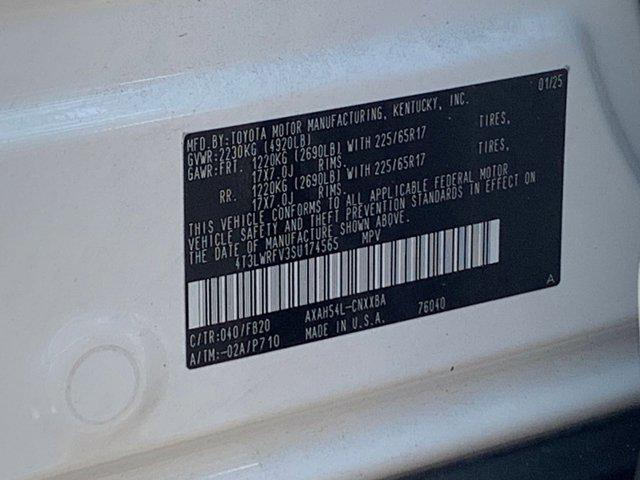 MFD.BY:TOYOTA MOTOR MANUFACTURING, KENTUCKY, INC. 01/25
GVWR:2230KG (4920LB)
GAWR:FRT. 1220KG (2690LB) WITH 225/65R17 TIRES,
17X7.0J RIMS.
RR. 1220KG (2690LB) WITH 225/65R17 TIRES,
17X7.0J RIMS.
THIS VEHICLE CONFORMS TO ALL APPLICABLE FEDERAL MOTOR
VEHICLE SAFETY AND THEFT PREVENTION STANDARDS IN EFFECT ON
THE DATE OF MANUFACTURE SHOWN ABOVE.
4T3LWRFV3SU174565 MPV
C/TR:040/FB20 AXAH54L-CNXXBA 76040 A
A/TM:-02A/P710 MADE IN U.S.A.